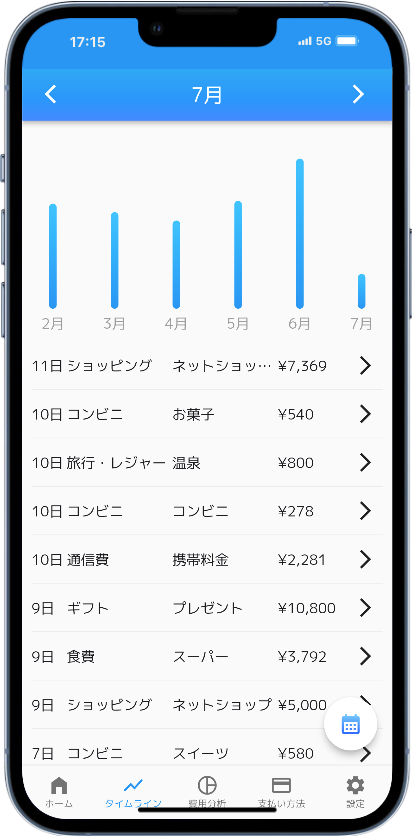 17:15 5G
7月
2月 3月 4月 5月 6月 7月
11日 ショッピング ネットショッ… ¥7,369
10日 コンビニ お菓子 ¥540
10日 旅行・レジャー 温泉 ¥800
10日 コンビニ コンビニ ¥278
10日 通信費 携帯料金 ¥2,281
9日 ギフト プレゼント ¥10,800
9日 食費 スーパー ¥3,792
9日 ショッピング ネットショップ ¥5,000
7日 コンビニ スイーツ ¥580
ホーム タイムライン 費用分析 支払い方法 設定